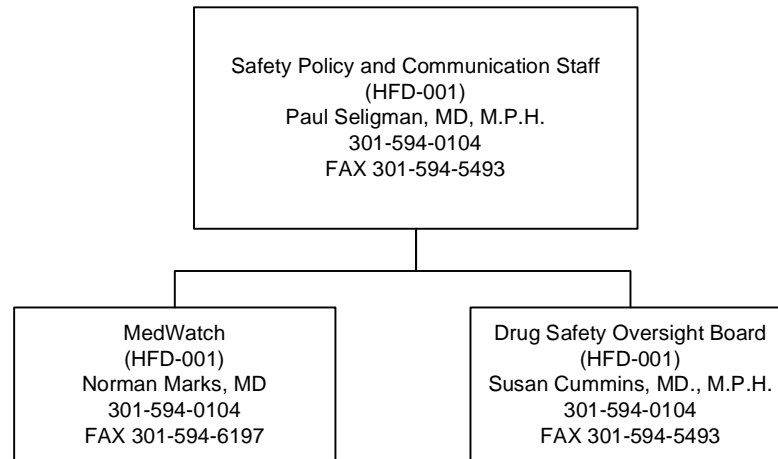 Safety Policy and Communication Staff
(HFD-001)
Paul Seligman, MD, M.P.H.
301-594-0104
FAX 301-594-5493
MedWatch
(HFD-001)
Norman Marks, MD
301-594-0104
FAX 301-594-6197
Drug Safety Oversight Board
(HFD-001)
Susan Cummins, MD., M.P.H.
301-594-0104
FAX 301-594-5493